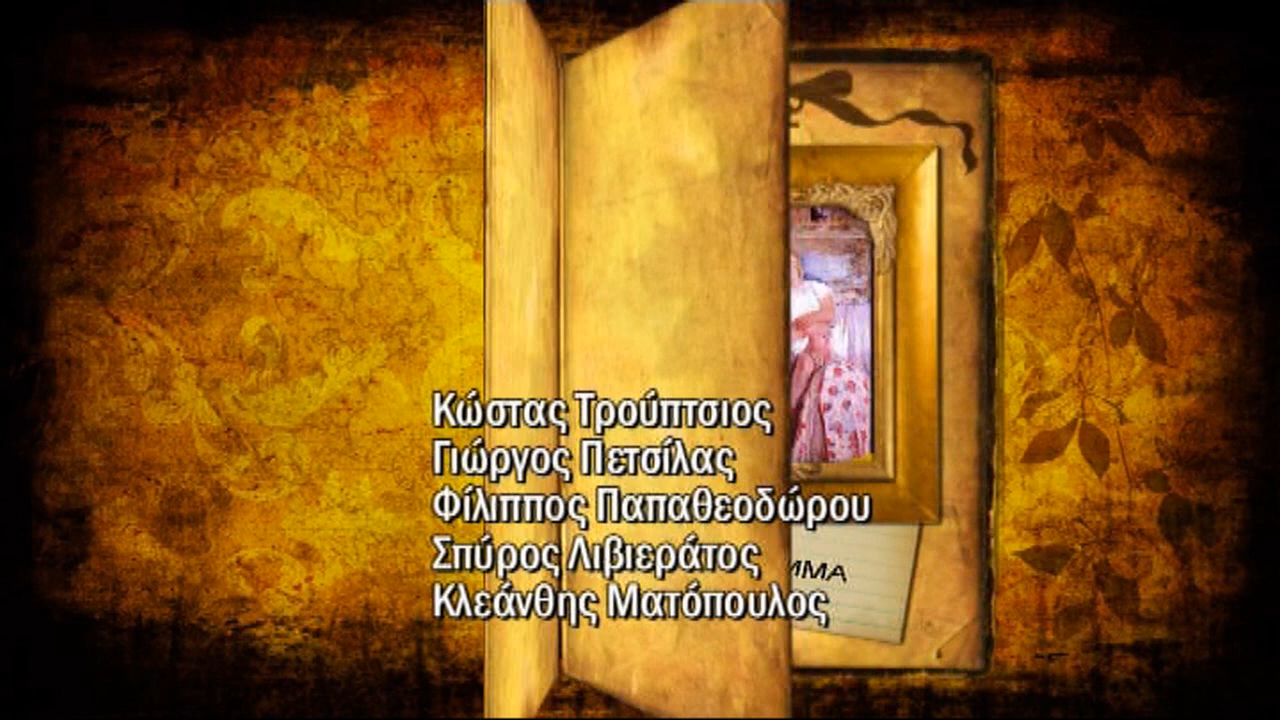 Κώστας Τρούπτσιος
Γιώργος Πετσίλας
Φίλιππος Παπαθεοδώρου
Σπύρος Λιβιεράτος
Κλεάνθης Ματόπουλος